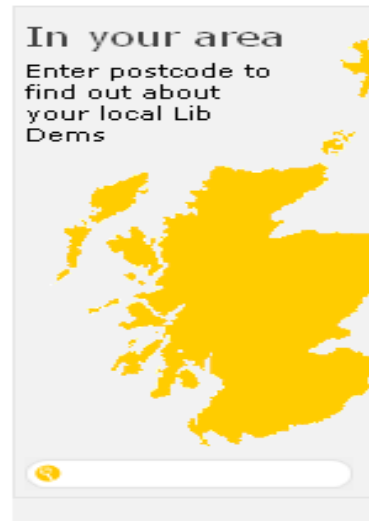 In your area
Enter postcode to
find out about
your local Lib
Dems